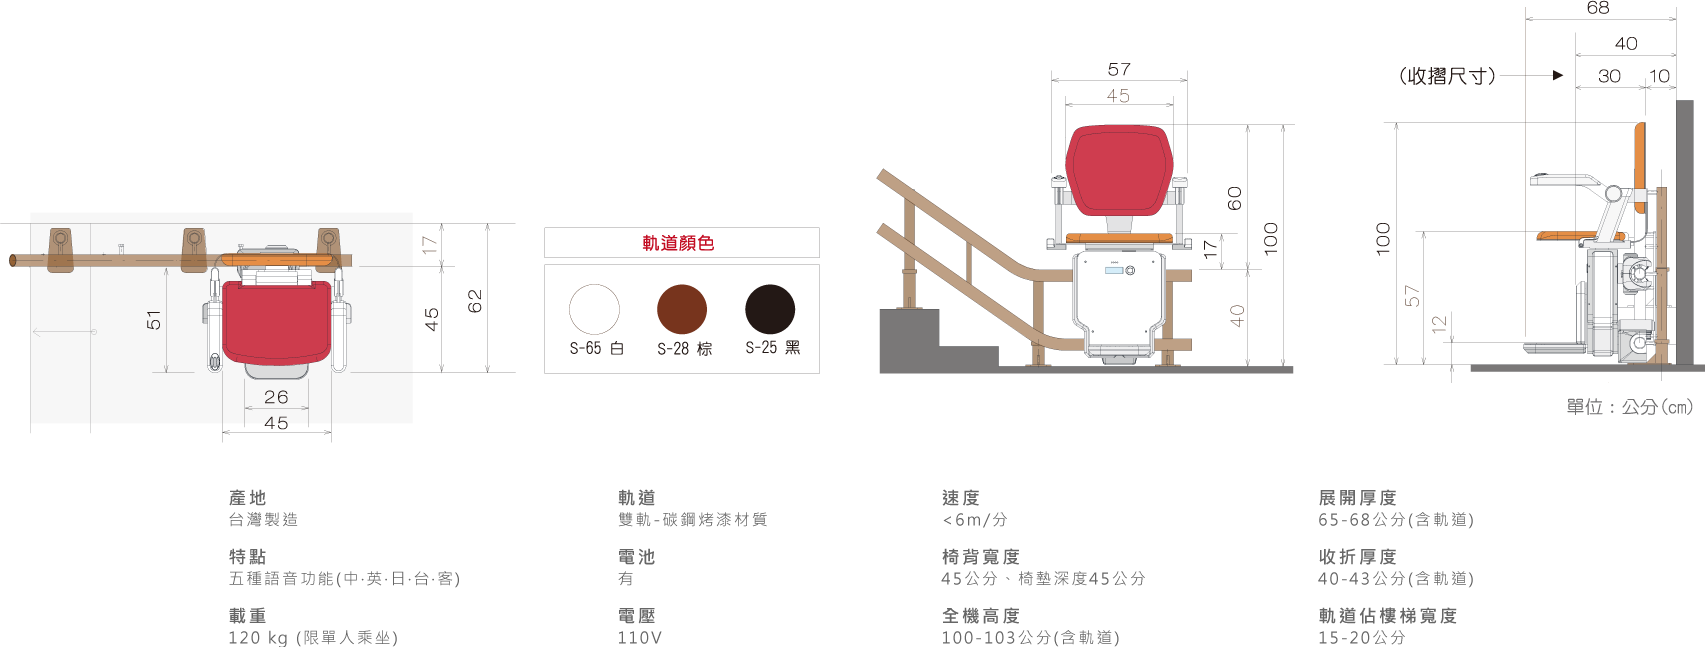 17
45
62
51
26
45
軌道顏色
S-65 白
S-28 棕
S-25 黑
57
45
60
100
17
40
68
40
(收摺尺寸)
30
10
100
57
12
單位：公分(cm)
產地
台灣製造
特點
五種語音功能(中·英·日·台·客)
載重
120 kg (限單人乘坐)
軌道
雙軌-碳鋼烤漆材質
電池
有
電壓
110V
速度
<6m/分
椅背寬度
45公分、椅墊深度45公分
全機高度
100-103公分(含軌道)
展開厚度
65-68公分(含軌道)
收折厚度
40-43公分(含軌道)
軌道佔樓梯寬度
15-20公分